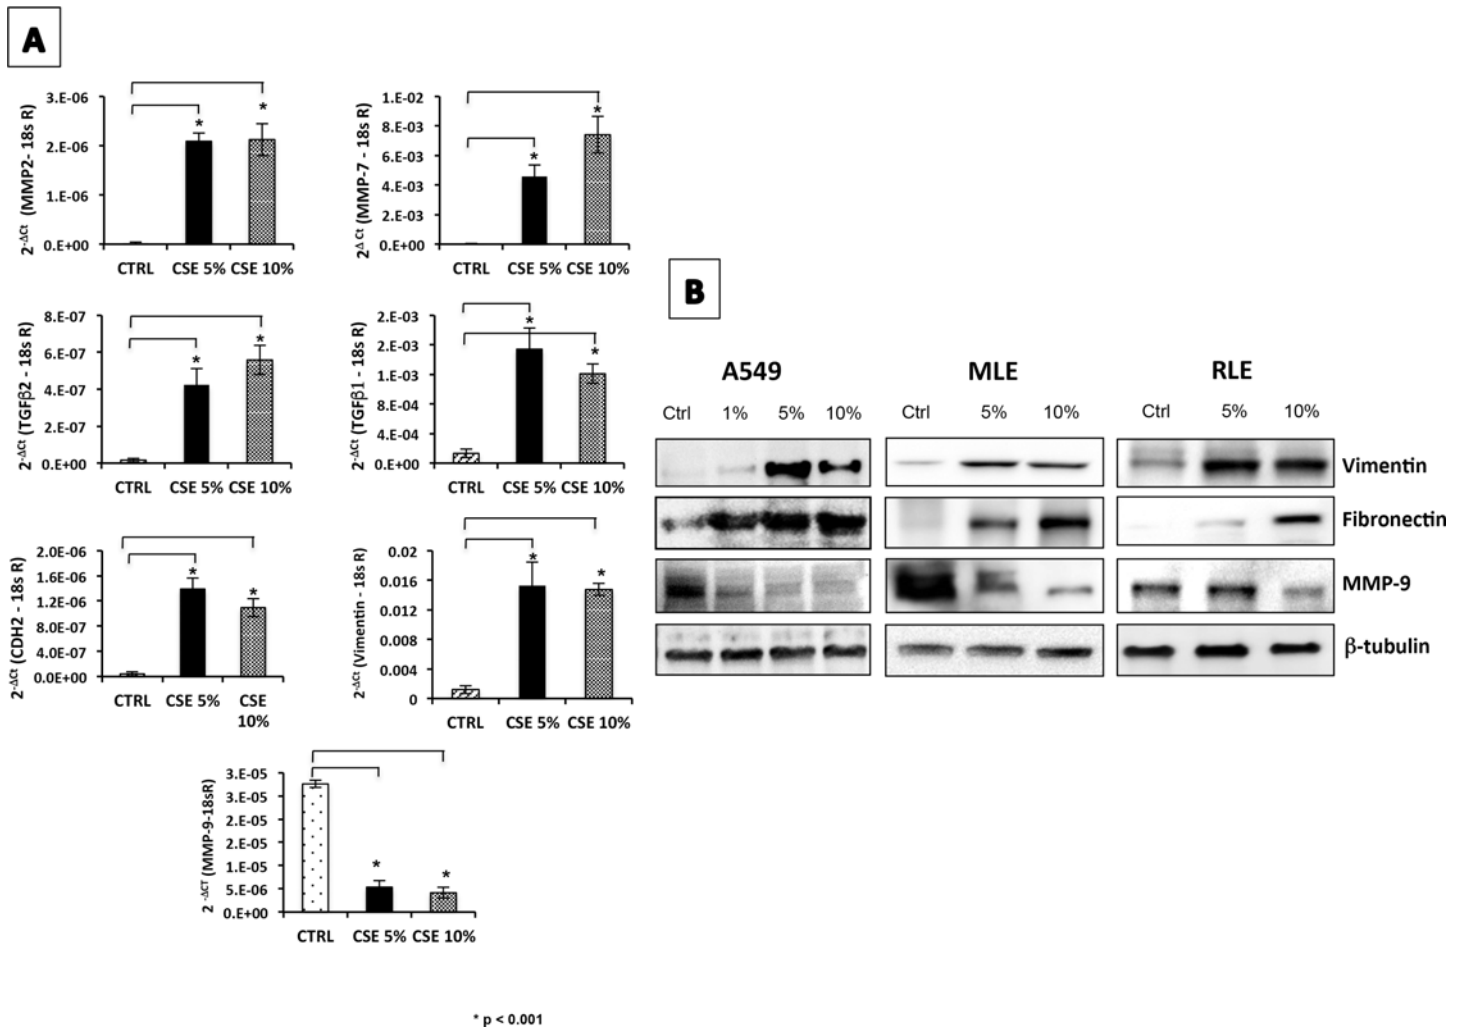 A
2-ΔCt (MMP2- 18s R)
3.E-06
2.E-06
1.E-06
0.E+00
*
*
CTRL CSE 5% CSE 10%
2Δ Ct (MMP-7 - 18s R)
1.E-02
8.E-03
6.E-03
4.E-03
2.E-03
0.E+00
*
*
CTRL CSE 5% CSE 10%
2-ΔCt (TGFβ2 - 18s R)
8.E-07
6.E-07
4.E-07
2.E-07
0.E+00
*
*
CTRL CSE 5% CSE 10%
2-ΔCt (TGFβ1 - 18s R)
2.E-03
2.E-03
1.E-03
8.E-04
4.E-04
0.E+00
*
*
CTRL CSE 5% CSE 10%
2-ΔCt (CDH2 - 18s R)
2.0E-06
1.6E-06
1.2E-06
8.0E-07
4.0E-07
0.0E+00
*
*
CTRL CSE 5% CSE
10%
2-ΔCt (Vimentin - 18s R)
0.02
0.016
0.012
0.008
0.004
0
*
*
CTRL CSE 5% CSE 10%
2 -ΔCT (MMP-9-18sR)
3.E-05
3.E-05
2.E-05
2.E-05
1.E-05
5.E-06
0.E+00
*
*
CTRL CSE 5% CSE 10%
* p < 0.001
B
A549 MLE RLE
Ctrl 1% 5% 10% Ctrl 5% 10% Ctrl 5% 10%
Vimentin
Fibronectin
MMP-9
β-tubulin